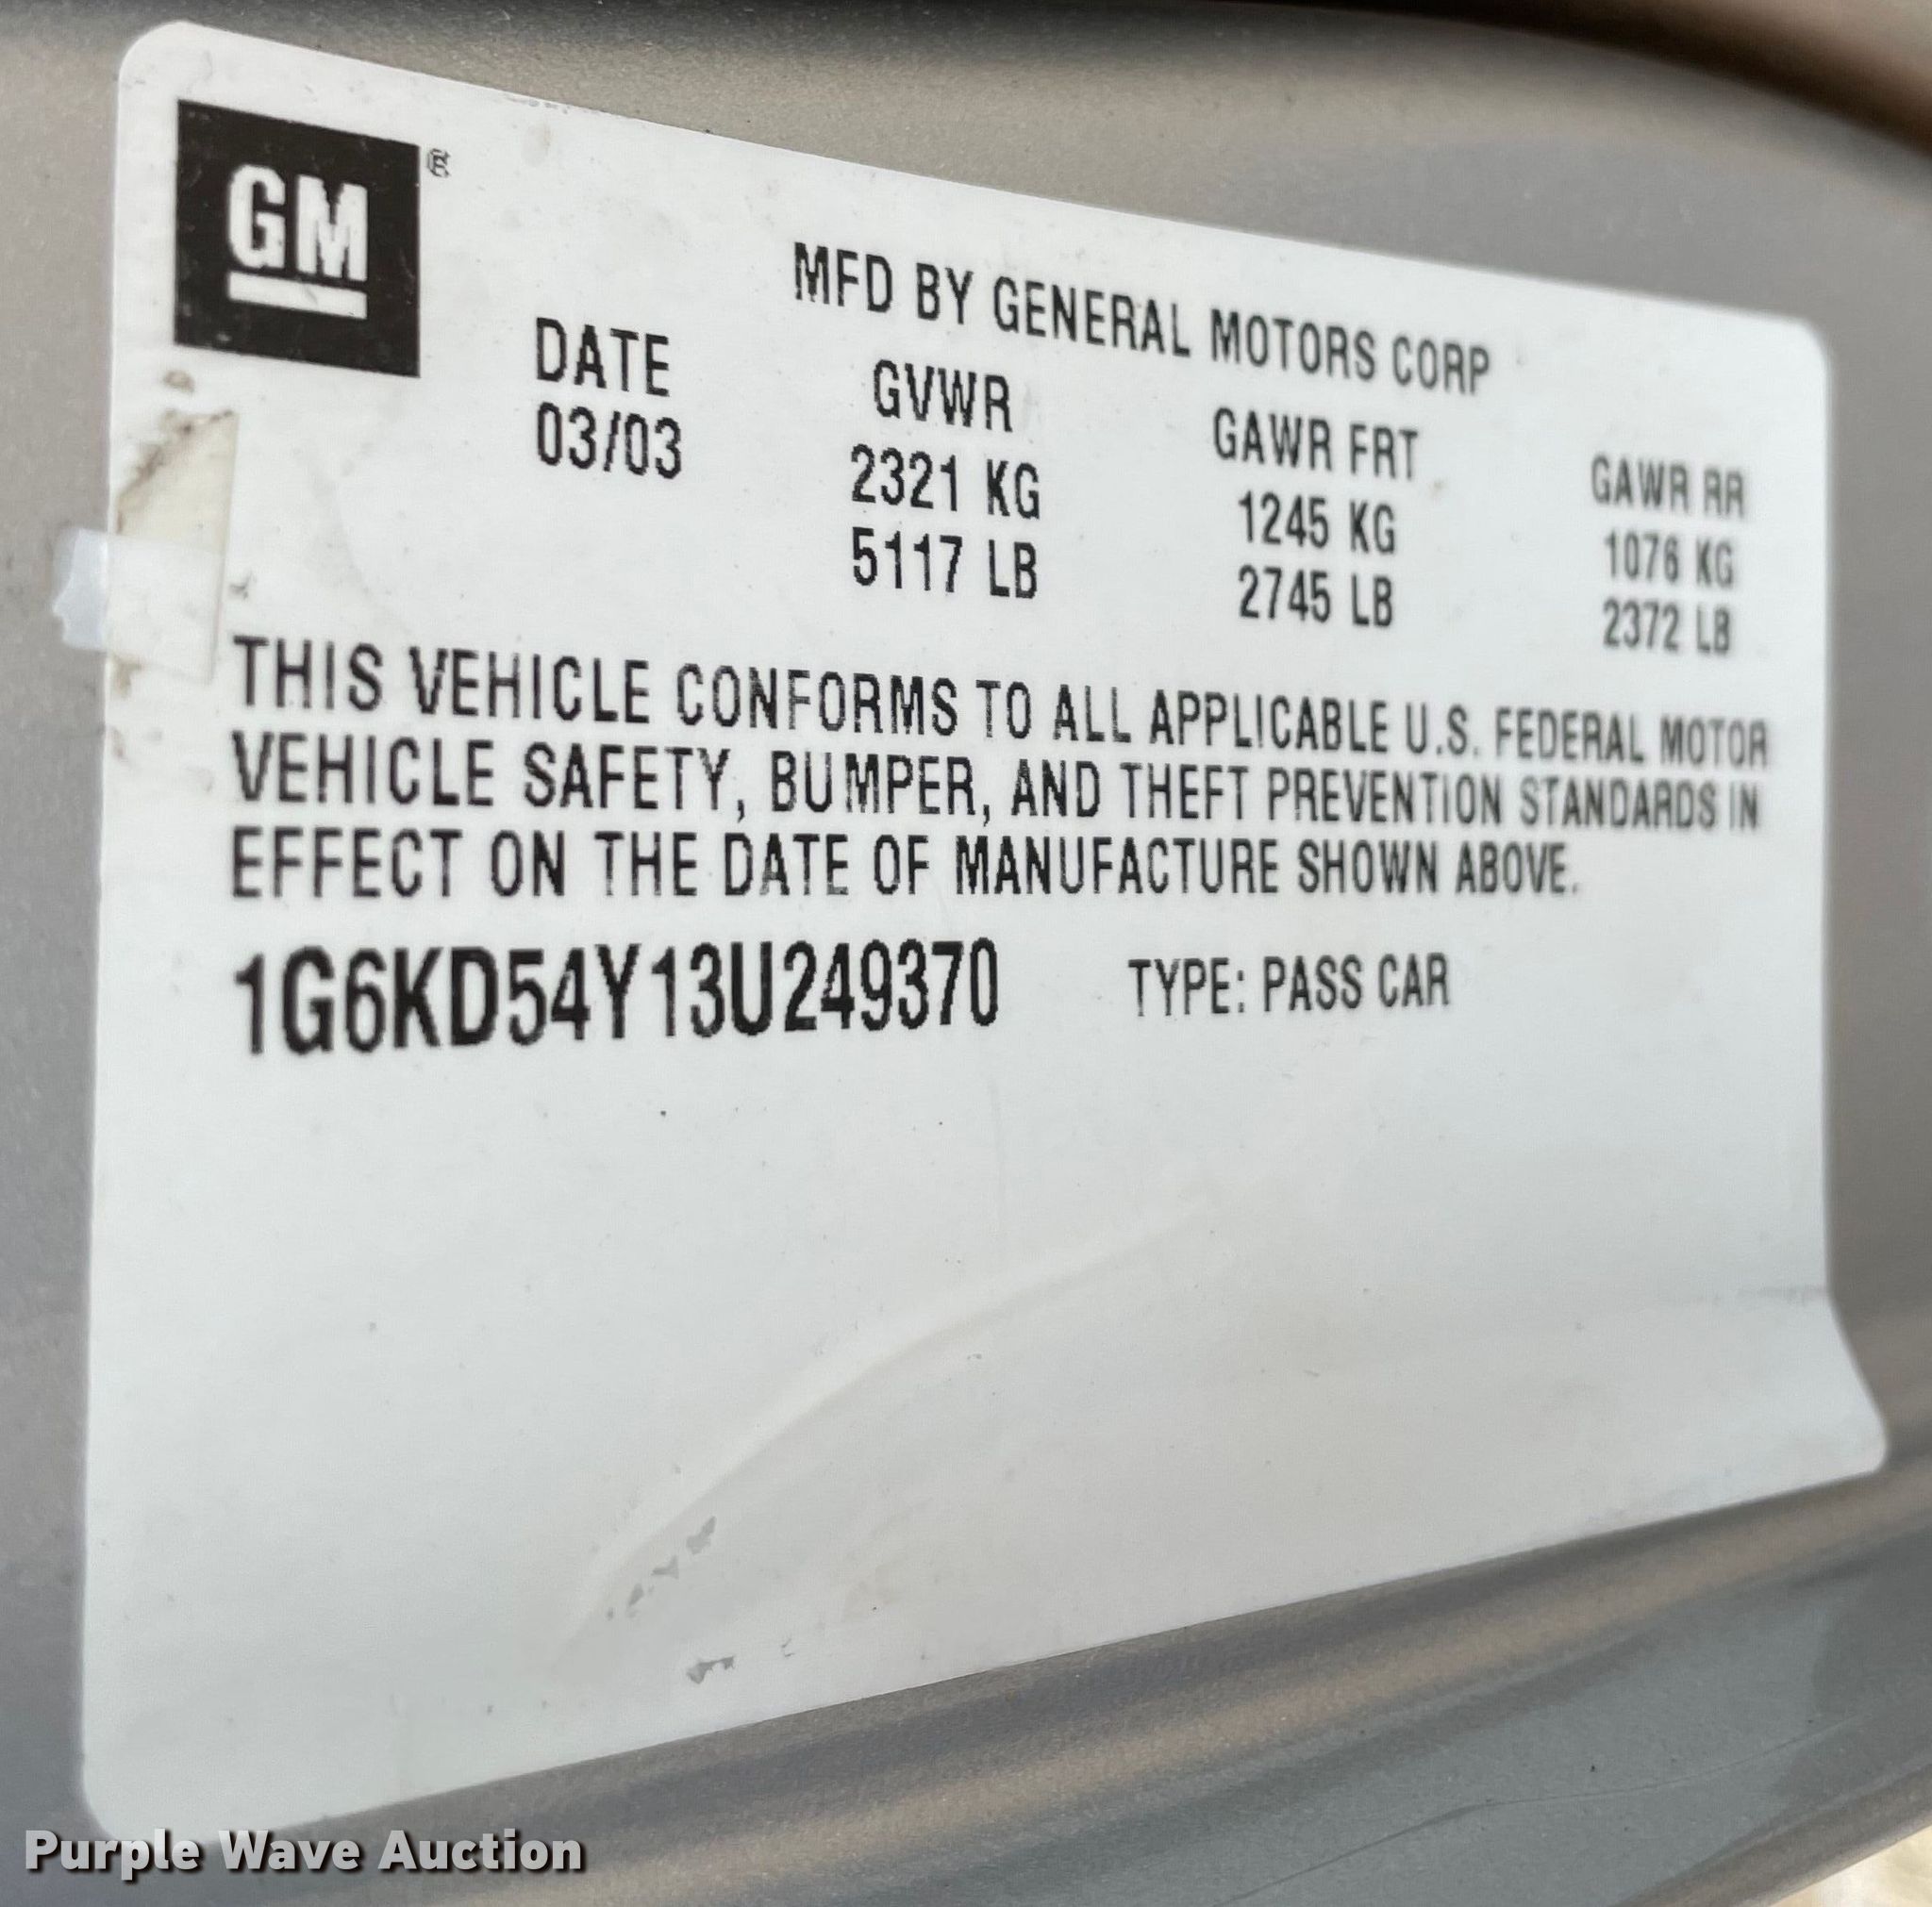 GM ®
MFD BY GENERAL MOTORS CORP
DATE GVWR GAWR FRT GAWR RR
03/03 2321 KG 1245 KG 1076 KG
5117 LB 2745 LB 2372 LB
THIS VEHICLE CONFORMS TO ALL APPLICABLE U.S. FEDERAL MOTOR
VEHICLE SAFETY, BUMPER, AND THEFT PREVENTION STANDARDS IN
EFFECT ON THE DATE OF MANUFACTURE SHOWN ABOVE.
1G6KD54Y13U249370 TYPE: PASS CAR
Purple Wave Auction